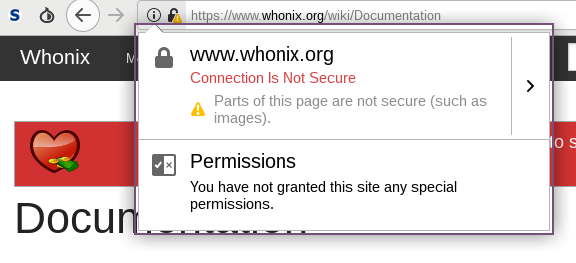 S
https://www.whonix.org/wiki/Documentation
Whonix
www.whonix.org
Connection Is Not Secure
Parts of this page are not secure (such as
images).
Permissions
You have not granted this site any special
permissions.
Documentation